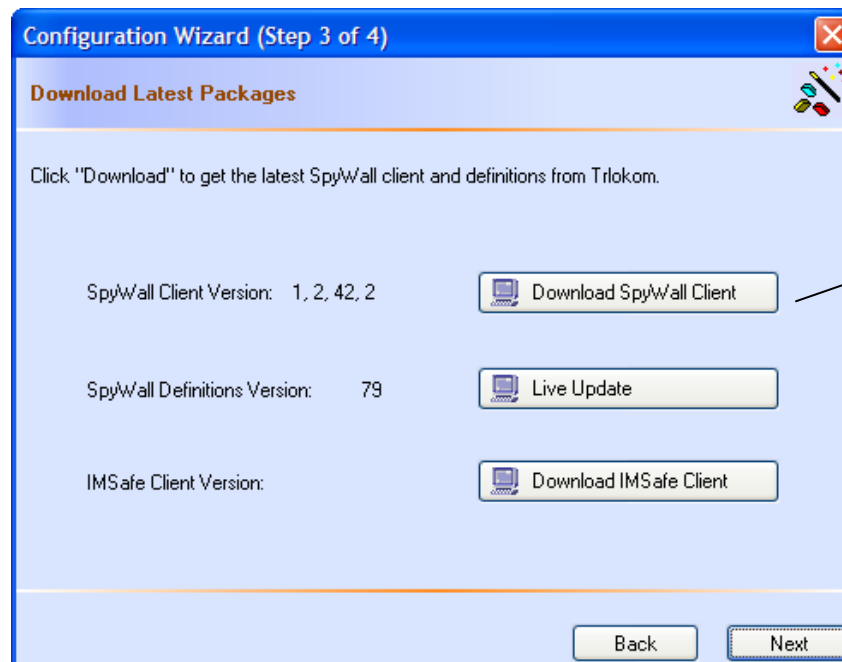 Configuration Wizard (Step 3 of 4)
Download Latest Packages
Click "Download" to get the latest SpyWall client and definitions from Trlokom.
SpyWall Client Version: 1, 2, 42, 2
Download SpyWall Client
SpyWall Definitions Version: 79
Live Update
IMSafe Client Version:
Download IMSafe Client
Back
Next